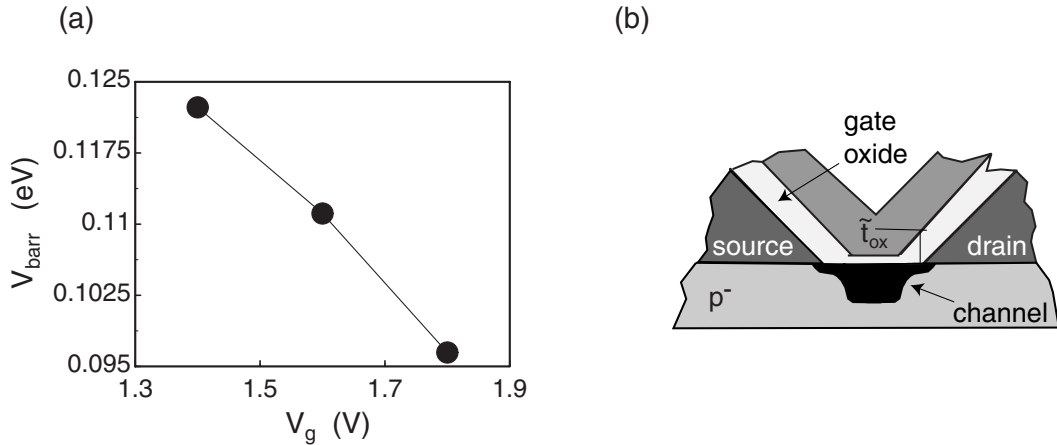 (a)
0.125
0.1175
0.11
0.1025
0.095
V_barr (eV)
1.3 1.5 1.7 1.9
V_g (V)
(b)
gate
oxide
t̃_ox
source
drain
p⁻
channel